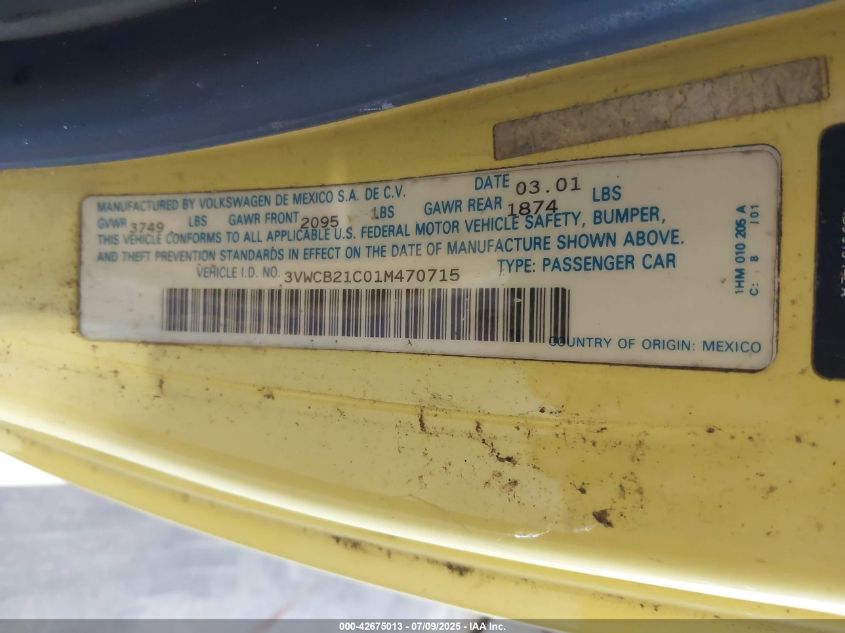 MANUFACTURED BY VOLKSWAGEN DE MEXICO S.A. DE C.V. DATE 03.01
GVWR 3749 LBS GAWR FRONT 2095 LBS GAWR REAR 1874 LBS
THIS VEHICLE CONFORMS TO ALL APPLICABLE U.S. FEDERAL MOTOR VEHICLE SAFETY, BUMPER,
AND THEFT PREVENTION STANDARDS IN EFFECT ON THE DATE OF MANUFACTURE SHOWN ABOVE.
VEHICLE I.D. NO. 3VWCB21C01M470715 TYPE: PASSENGER CAR
COUNTRY OF ORIGIN: MEXICO
1HM 010 205 A
C: 8 I01
000-42675013 - 07/09/2025 - IAA Inc.